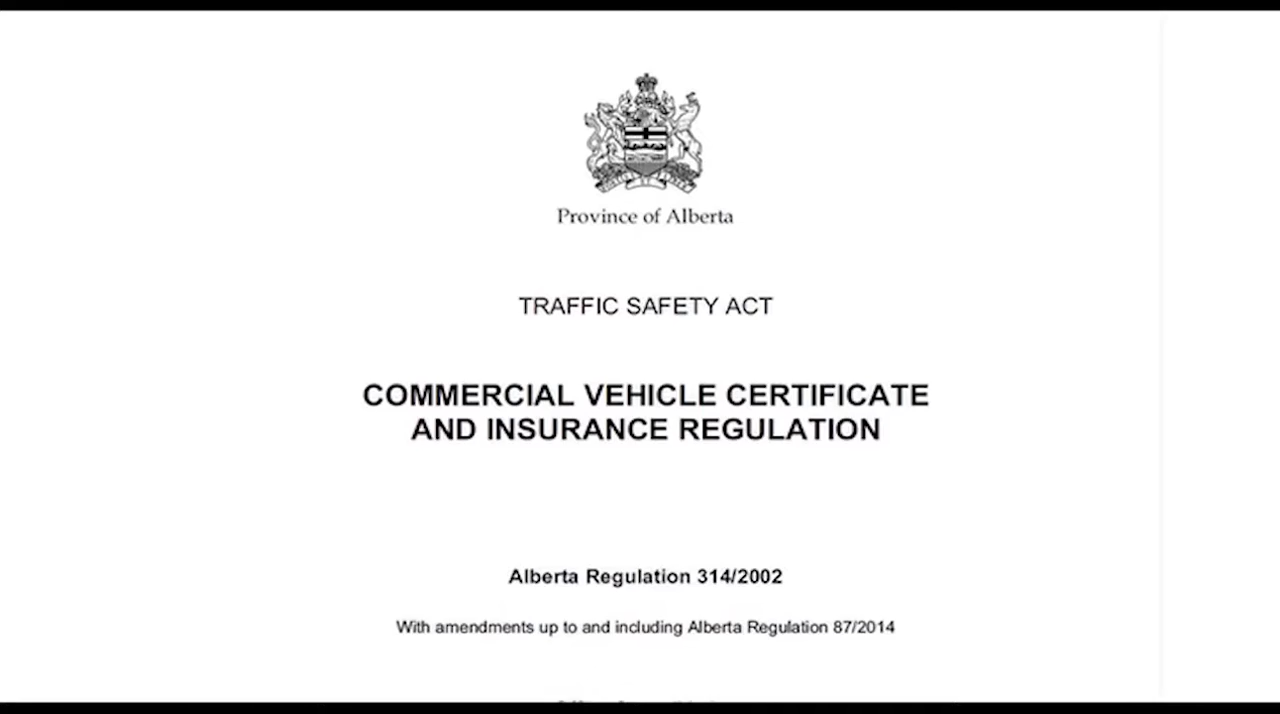 Province of Alberta
TRAFFIC SAFETY ACT
COMMERCIAL VEHICLE CERTIFICATE
AND INSURANCE REGULATION
Alberta Regulation 314/2002
With amendments up to and including Alberta Regulation 87/2014